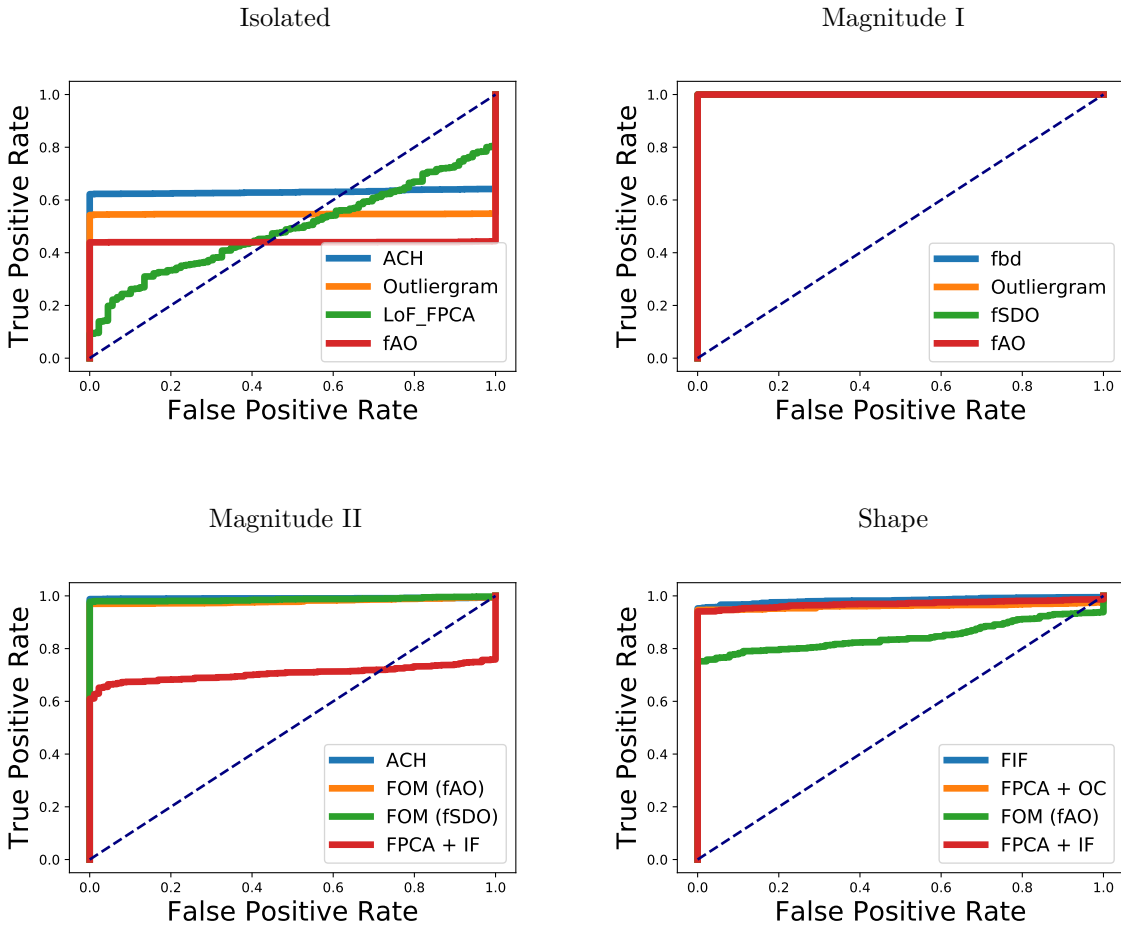 Isolated
True Positive Rate
1.0
0.8
0.6
0.4
0.2
0.0
ACH
Outliergram
LoF_FPCA
fAO
0.0 0.2 0.4 0.6 0.8 1.0
False Positive Rate
Magnitude I
True Positive Rate
1.0
0.8
0.6
0.4
0.2
0.0
fbd
Outliergram
fSDO
fAO
0.0 0.2 0.4 0.6 0.8 1.0
False Positive Rate
Magnitude II
True Positive Rate
1.0
0.8
0.6
0.4
0.2
0.0
ACH
FOM (fAO)
FOM (fSDO)
FPCA + IF
0.0 0.2 0.4 0.6 0.8 1.0
False Positive Rate
Shape
True Positive Rate
1.0
0.8
0.6
0.4
0.2
0.0
FIF
FPCA + OC
FOM (fAO)
FPCA + IF
0.0 0.2 0.4 0.6 0.8 1.0
False Positive Rate